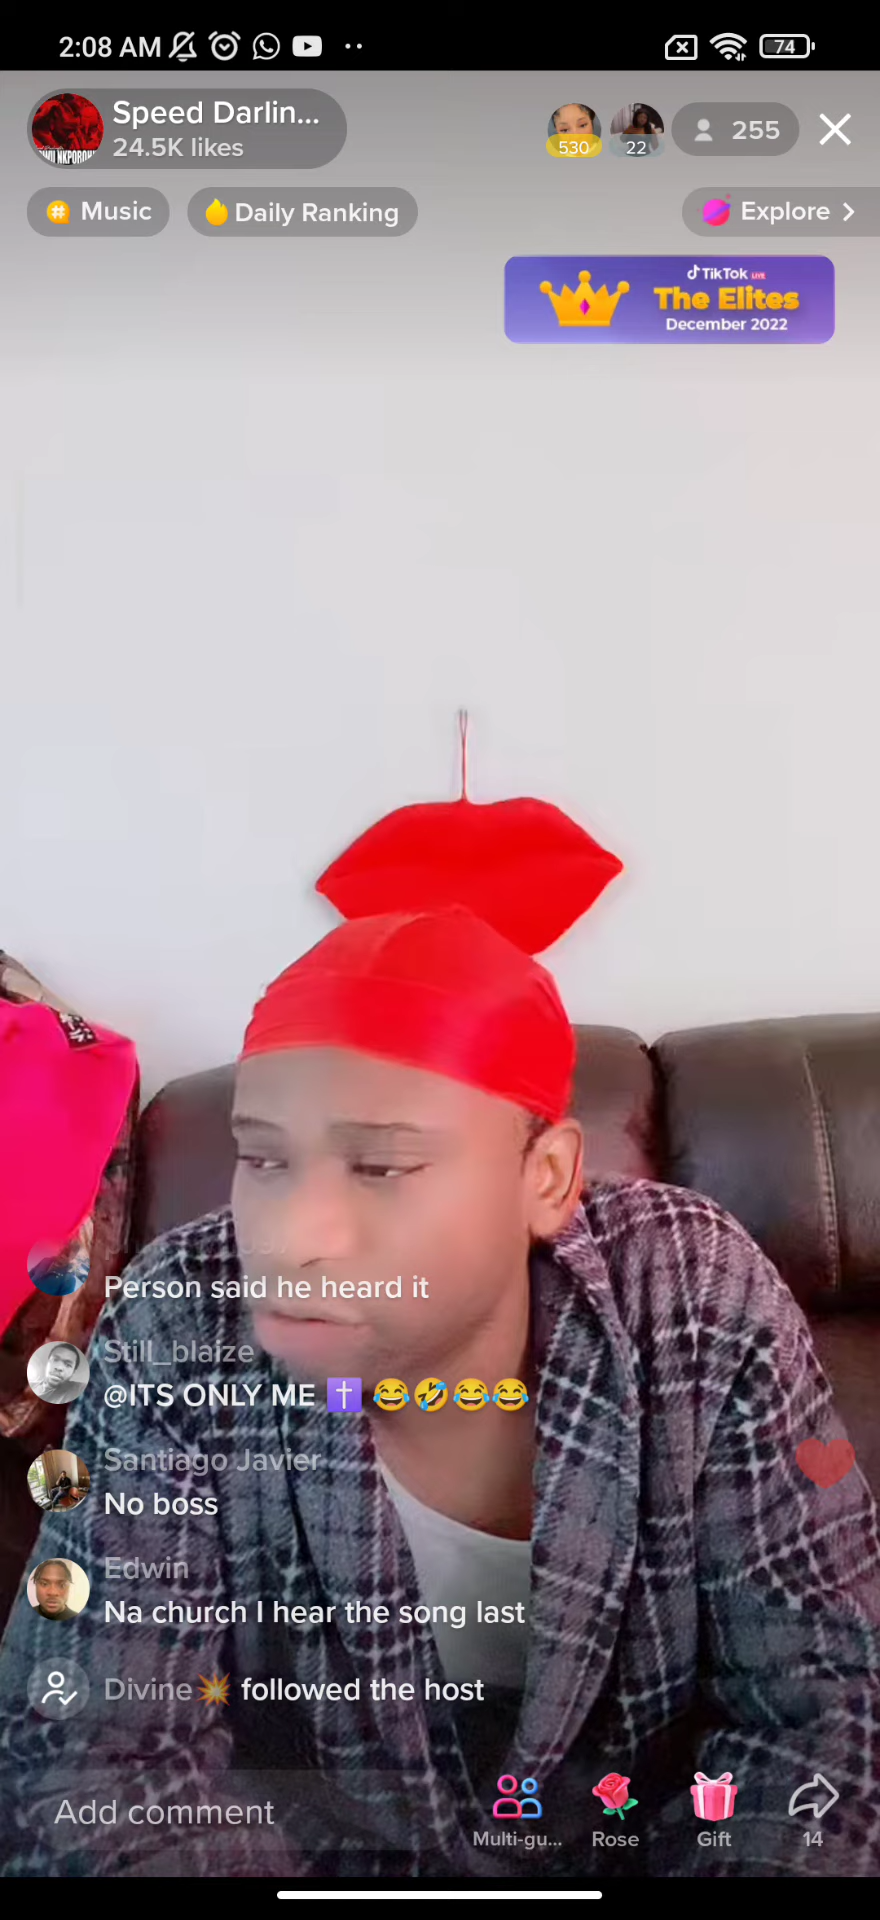 2:08 AM
74
Speed Darlin...
24.5K likes
530
22
255
Music
Daily Ranking
Explore
TikTok LIVE
The Elites
December 2022
Person said he heard it
Still_blaize
@ITS ONLY ME ✝️ 😂🤣😂😂
Santiago Javier
No boss
Edwin
Na church I hear the song last
Divine💥 followed the host
Add comment
Multi-gu...
Rose
Gift
14